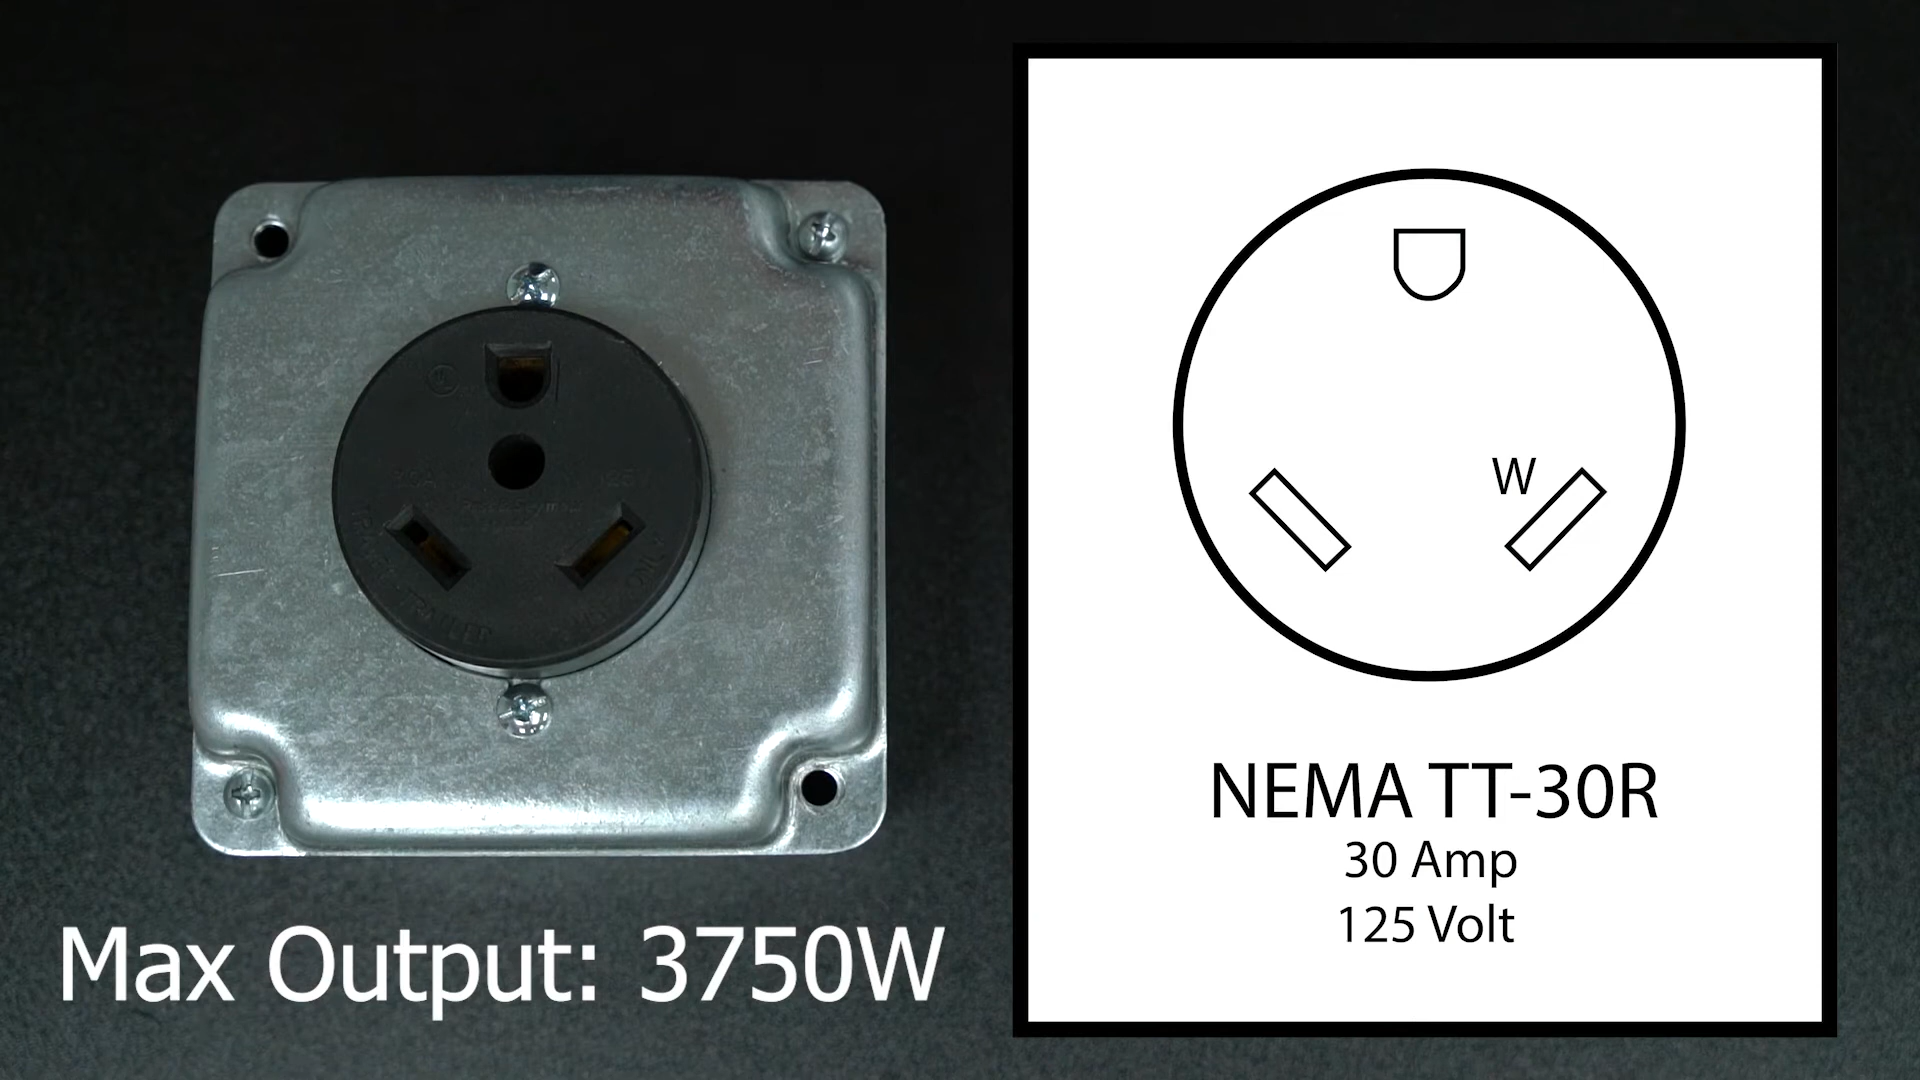 W
NEMA TT-30R
30 Amp
125 Volt
Max Output: 3750W